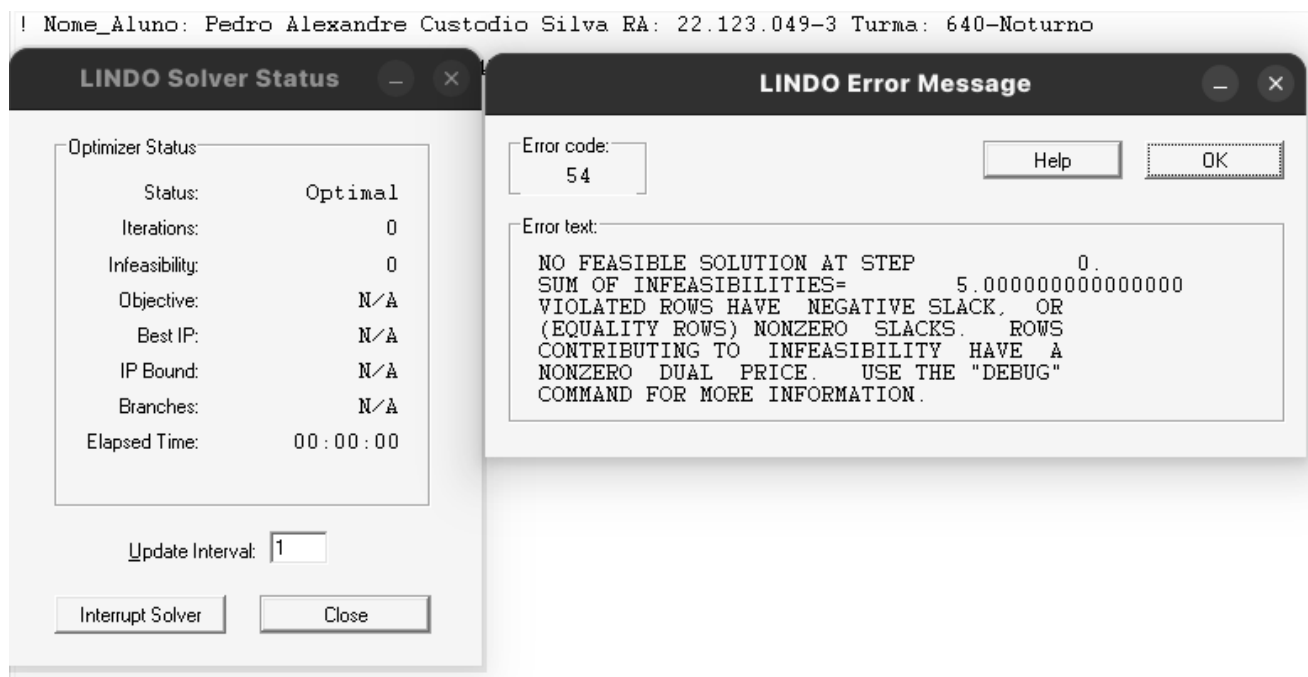 ! Nome_Aluno: Pedro Alexandre Custodio Silva RA: 22.123.049-3 Turma: 640-Noturno
LINDO Solver Status
Optimizer Status
Status: Optimal
Iterations: 0
Infeasibility: 0
Objective: N/A
Best IP: N/A
IP Bound: N/A
Branches: N/A
Elapsed Time: 00:00:00
Update Interval: 1
Interrupt Solver Close
LINDO Error Message
Error code:
54
Help OK
Error text:
NO FEASIBLE SOLUTION AT STEP 0.
SUM OF INFEASIBILITIES= 5.000000000000000
VIOLATED ROWS HAVE NEGATIVE SLACK, OR
(EQUALITY ROWS) NONZERO SLACKS. ROWS
CONTRIBUTING TO INFEASIBILITY HAVE A
NONZERO DUAL PRICE. USE THE "DEBUG"
COMMAND FOR MORE INFORMATION.